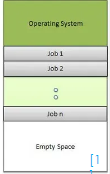 Operating System
Job 1
Job 2
Job n
Empty Space
[1